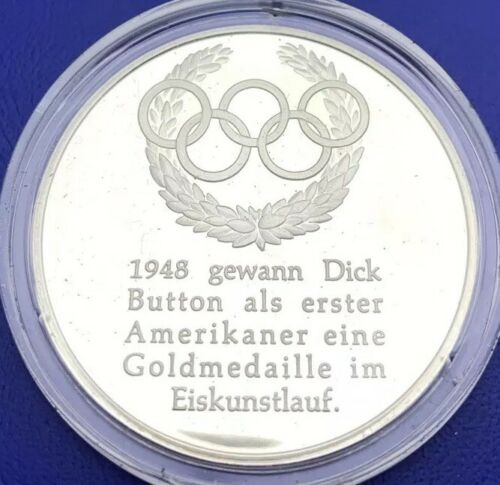 1948 gewann Dick
Button als erster
Amerikaner eine
Goldmedaille im
Eiskunstlauf.